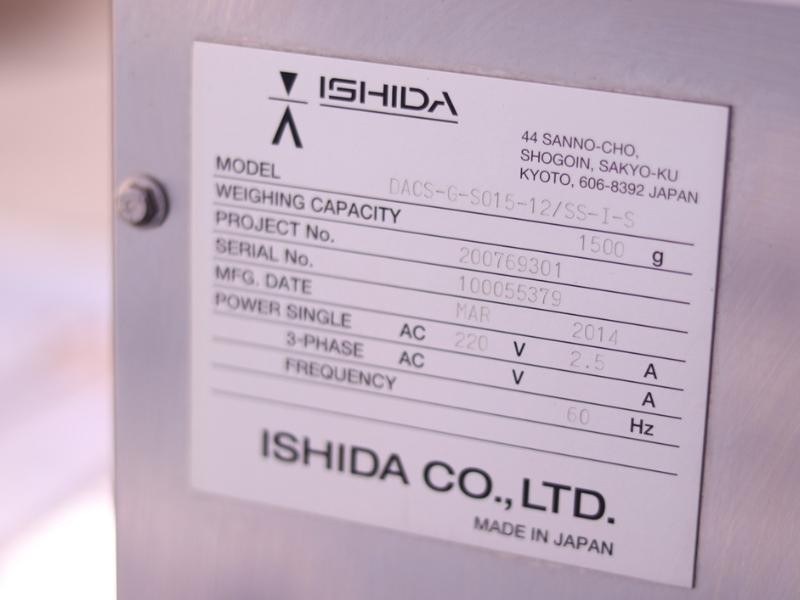 ISHIDA
44 SANNO-CHO,
SHOGOIN, SAKYO-KU
KYOTO, 606-8392 JAPAN
MODEL DACS-G-S015-12/SS-I-S
WEIGHING CAPACITY 1500 g
PROJECT No. 200769301
SERIAL No. 100055379
MFG. DATE MAR 2014
POWER SINGLE AC 220 V 2.5 A
3-PHASE AC V A
FREQUENCY 60 Hz
ISHIDA CO., LTD.
MADE IN JAPAN